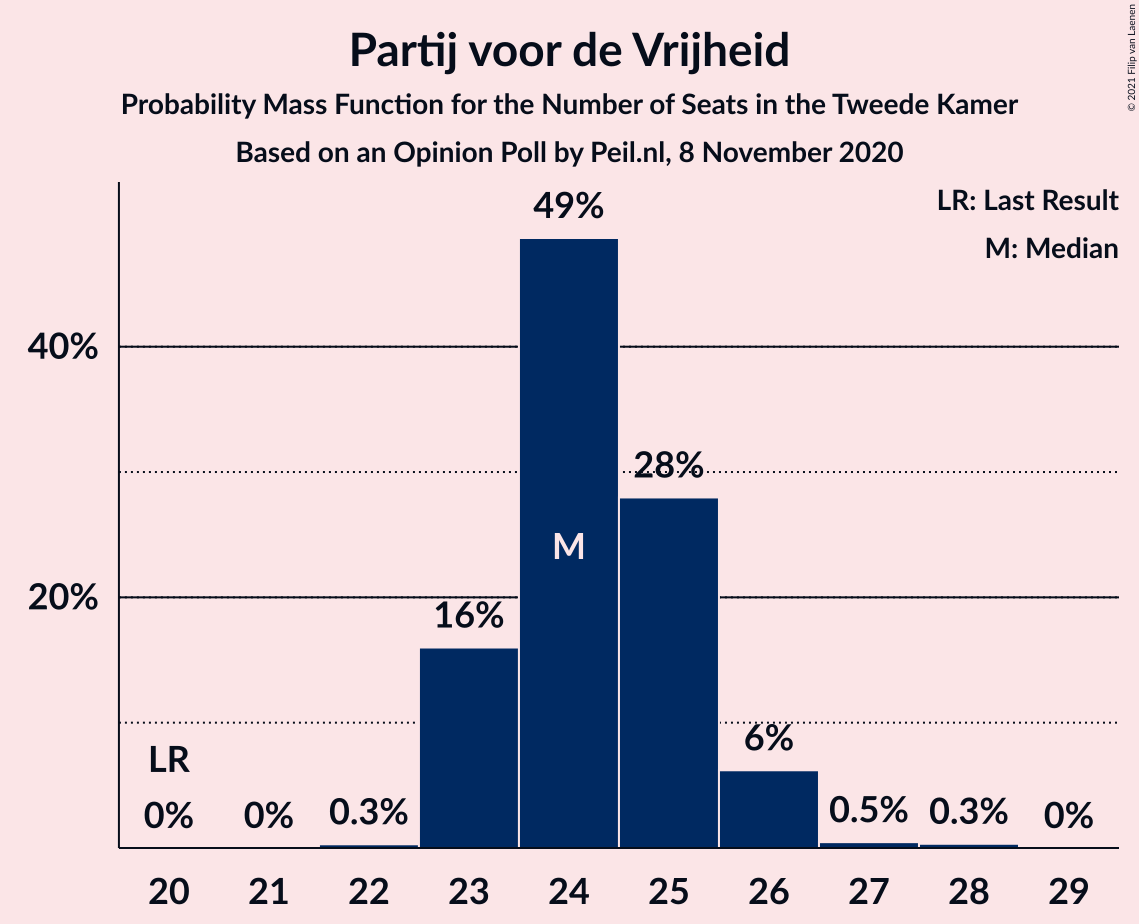 Partij voor de Vrijheid
Probability Mass Function for the Number of Seats in the Tweede Kamer
Based on an Opinion Poll by Peil.nl, 8 November 2020
© 2021 Filip van Laenen
LR: Last Result
M: Median
49%
40%
28%
M
20%
16%
6%
LR
0% 0% 0.3% 0.5% 0.3% 0%
20 21 22 23 24 25 26 27 28 29